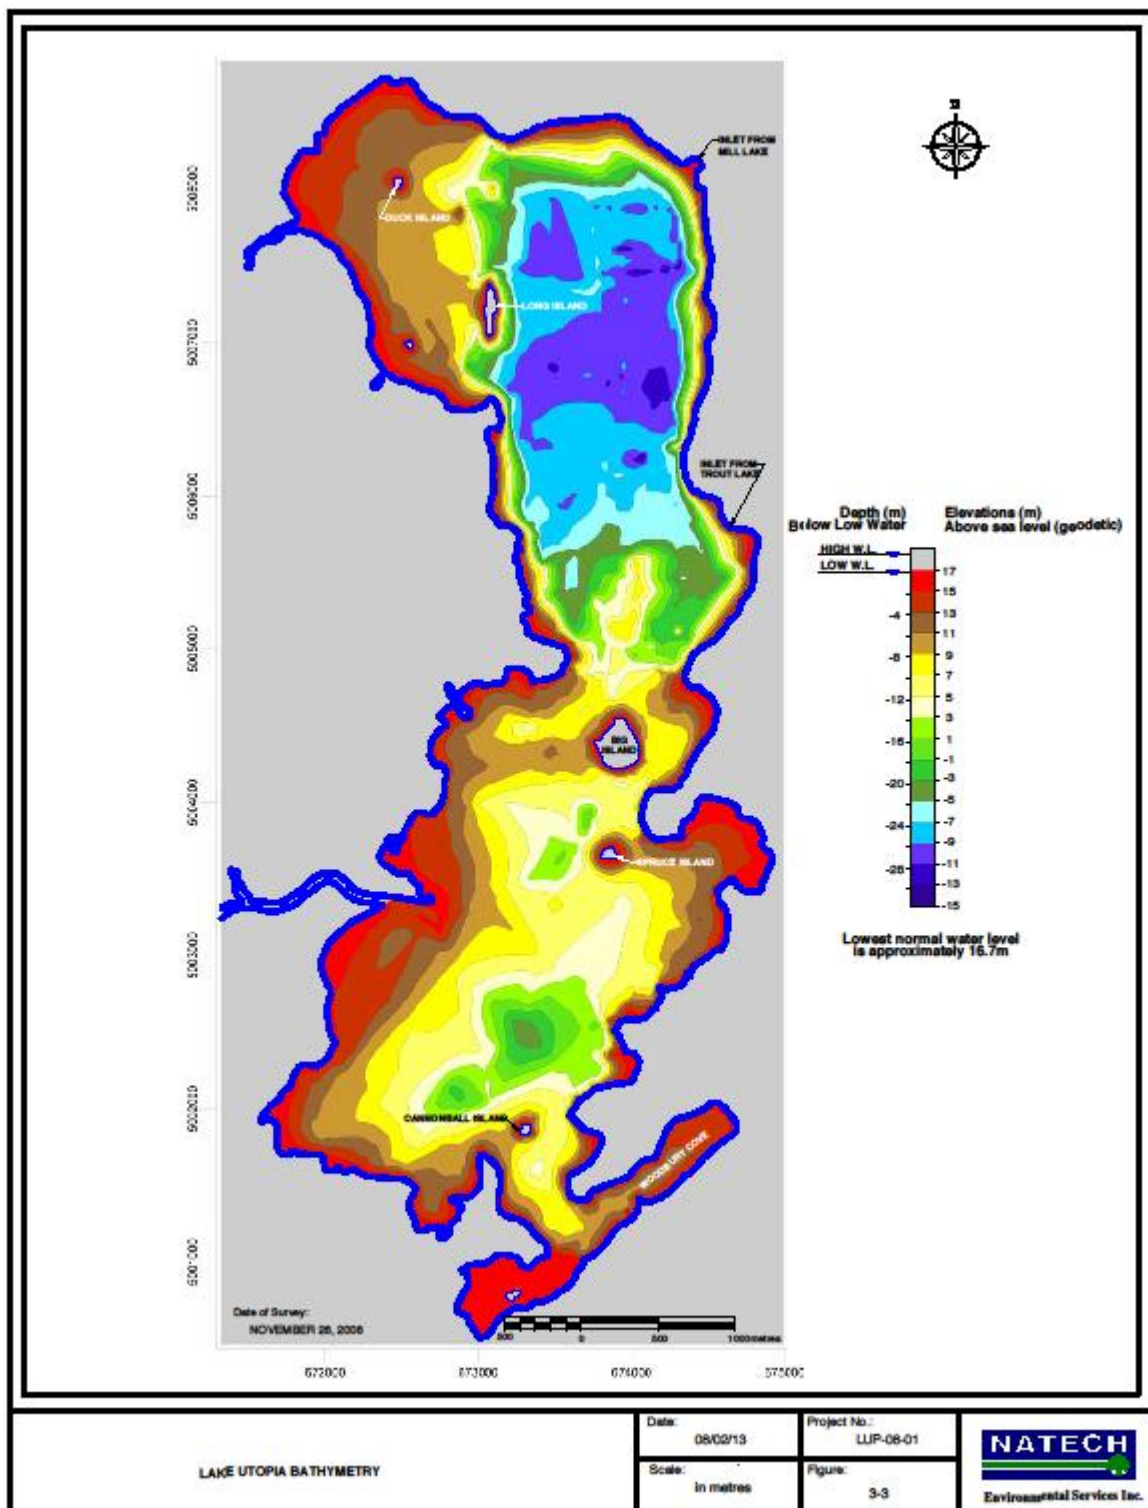 N
INLET FROM
MILL LAKE
DUCK ISLAND
LONG ISLAND
INLET FROM
TROUT LAKE
BIG
ISLAND
SPRUCE ISLAND
CANNONBALL ISLAND
WOODBURY COVE
5008000
5007000
5006000
5005000
5004000
5003000
5002000
5001000
Depth (m)
Below Low Water
Elevations (m)
Above sea level (geodetic)
HIGH W.L.
LOW W.L.
17
15
-4 13
11
-8 9
7
-12 5
3
-16 1
-1
-20 -3
-5
-24 -7
-9
-28 -11
-13
-15
Lowest normal water level
is approximately 16.7m
Date of Survey:
NOVEMBER 26, 2008
500 0 500 1000metres
672000 673000 674000 675000
LAKE UTOPIA BATHYMETRY
Date:
08/02/13
Project No.:
LUP-08-01
Scale:
in metres
Figure:
3-3
NATECH
Environmental Services Inc.